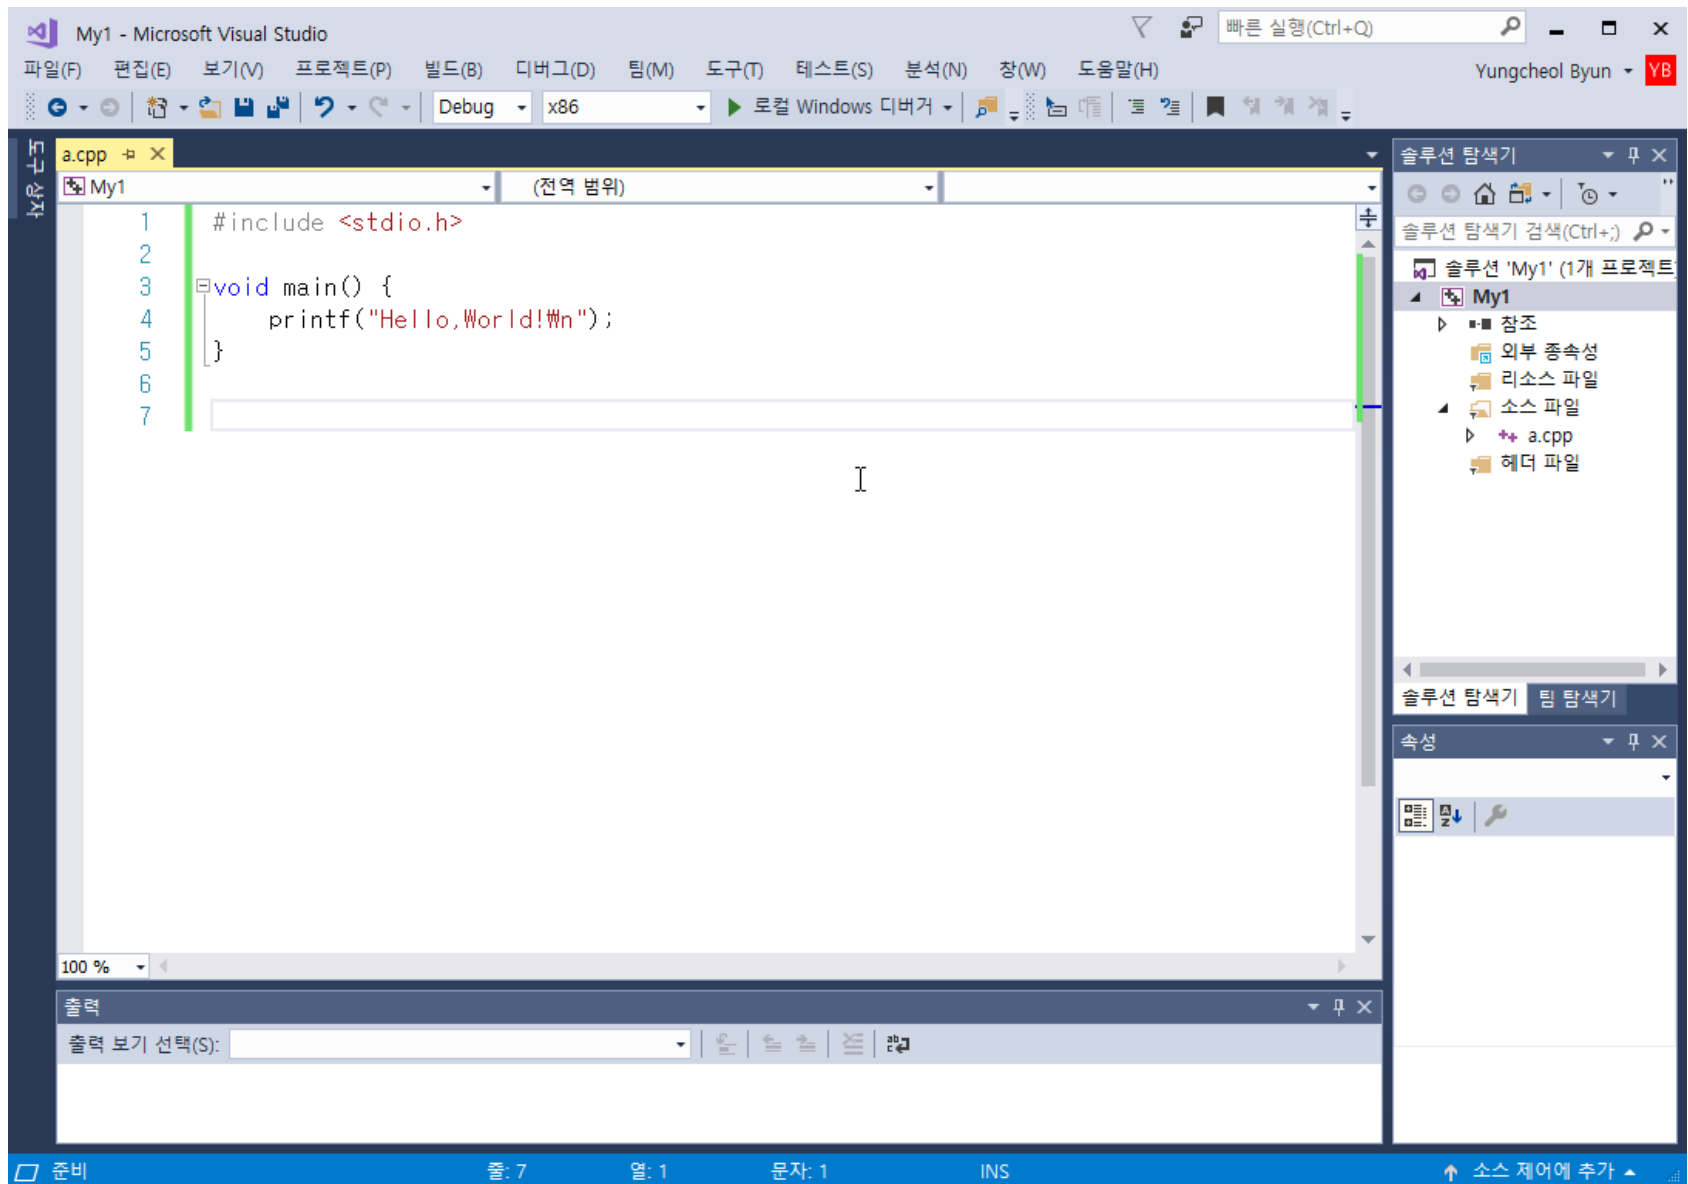 My1 - Microsoft Visual Studio
빠른 실행(Ctrl+Q)
파일(F) 편집(E) 보기(V) 프로젝트(P) 빌드(B) 디버그(D) 팀(M) 도구(T) 테스트(S) 분석(N) 창(W) 도움말(H)
Yungcheol Byun YB
Debug x86 로컬 Windows 디버거
도구 상자
a.cpp
My1 (전역 범위)
1 #include <stdio.h>
2
3 void main() {
4 printf("Hello,World!₩n");
5 }
6
7
100 %
솔루션 탐색기
솔루션 탐색기 검색(Ctrl+;)
솔루션 'My1' (1개 프로젝트
My1
참조
외부 종속성
리소스 파일
소스 파일
a.cpp
헤더 파일
솔루션 탐색기 팀 탐색기
속성
출력
출력 보기 선택(S):
준비 줄: 7 열: 1 문자: 1 INS 소스 제어에 추가